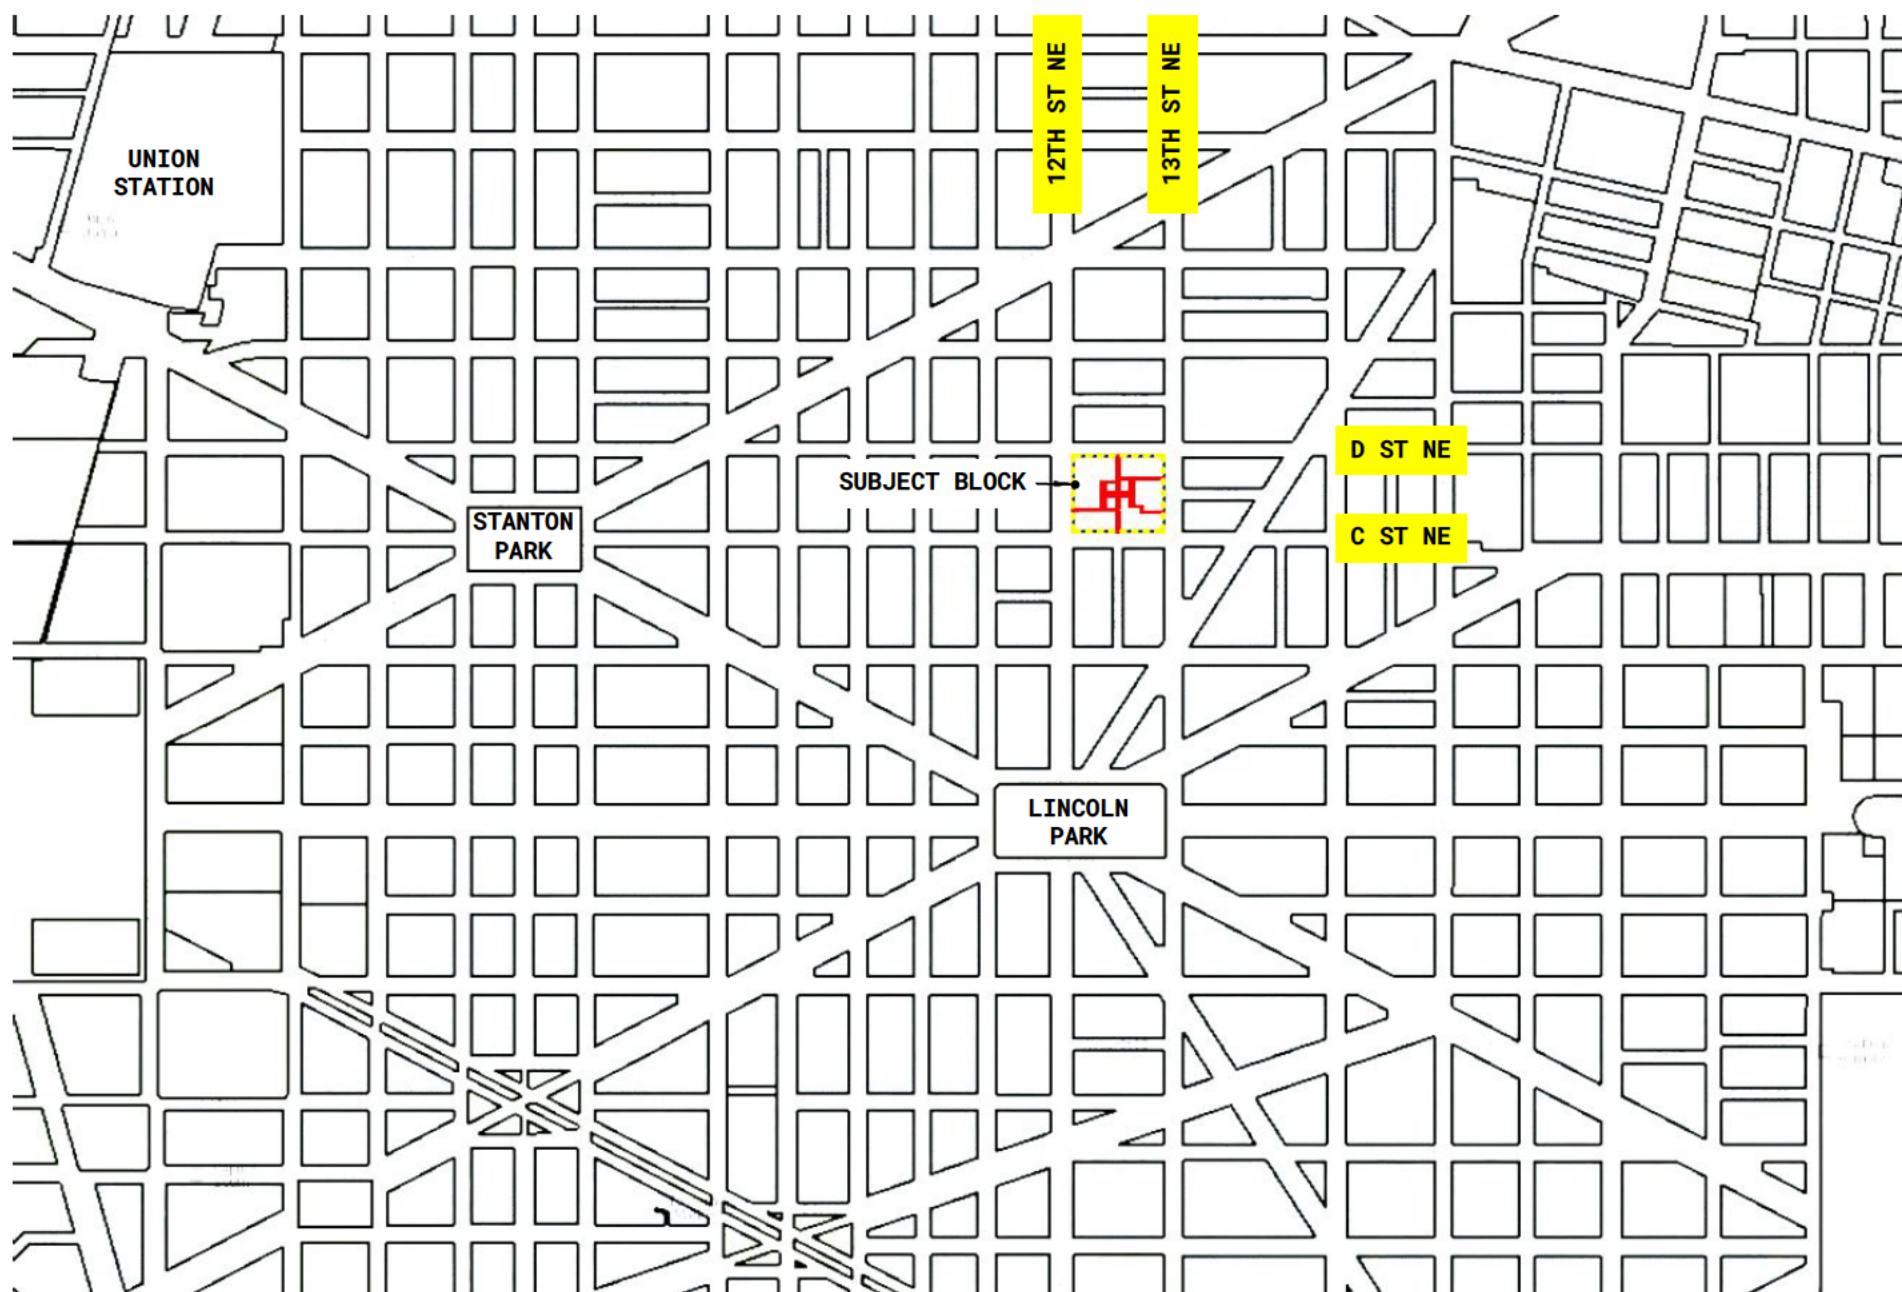 12TH ST NE
13TH ST NE
UNION
STATION
D ST NE
SUBJECT BLOCK
STANTON
PARK
C ST NE
LINCOLN
PARK